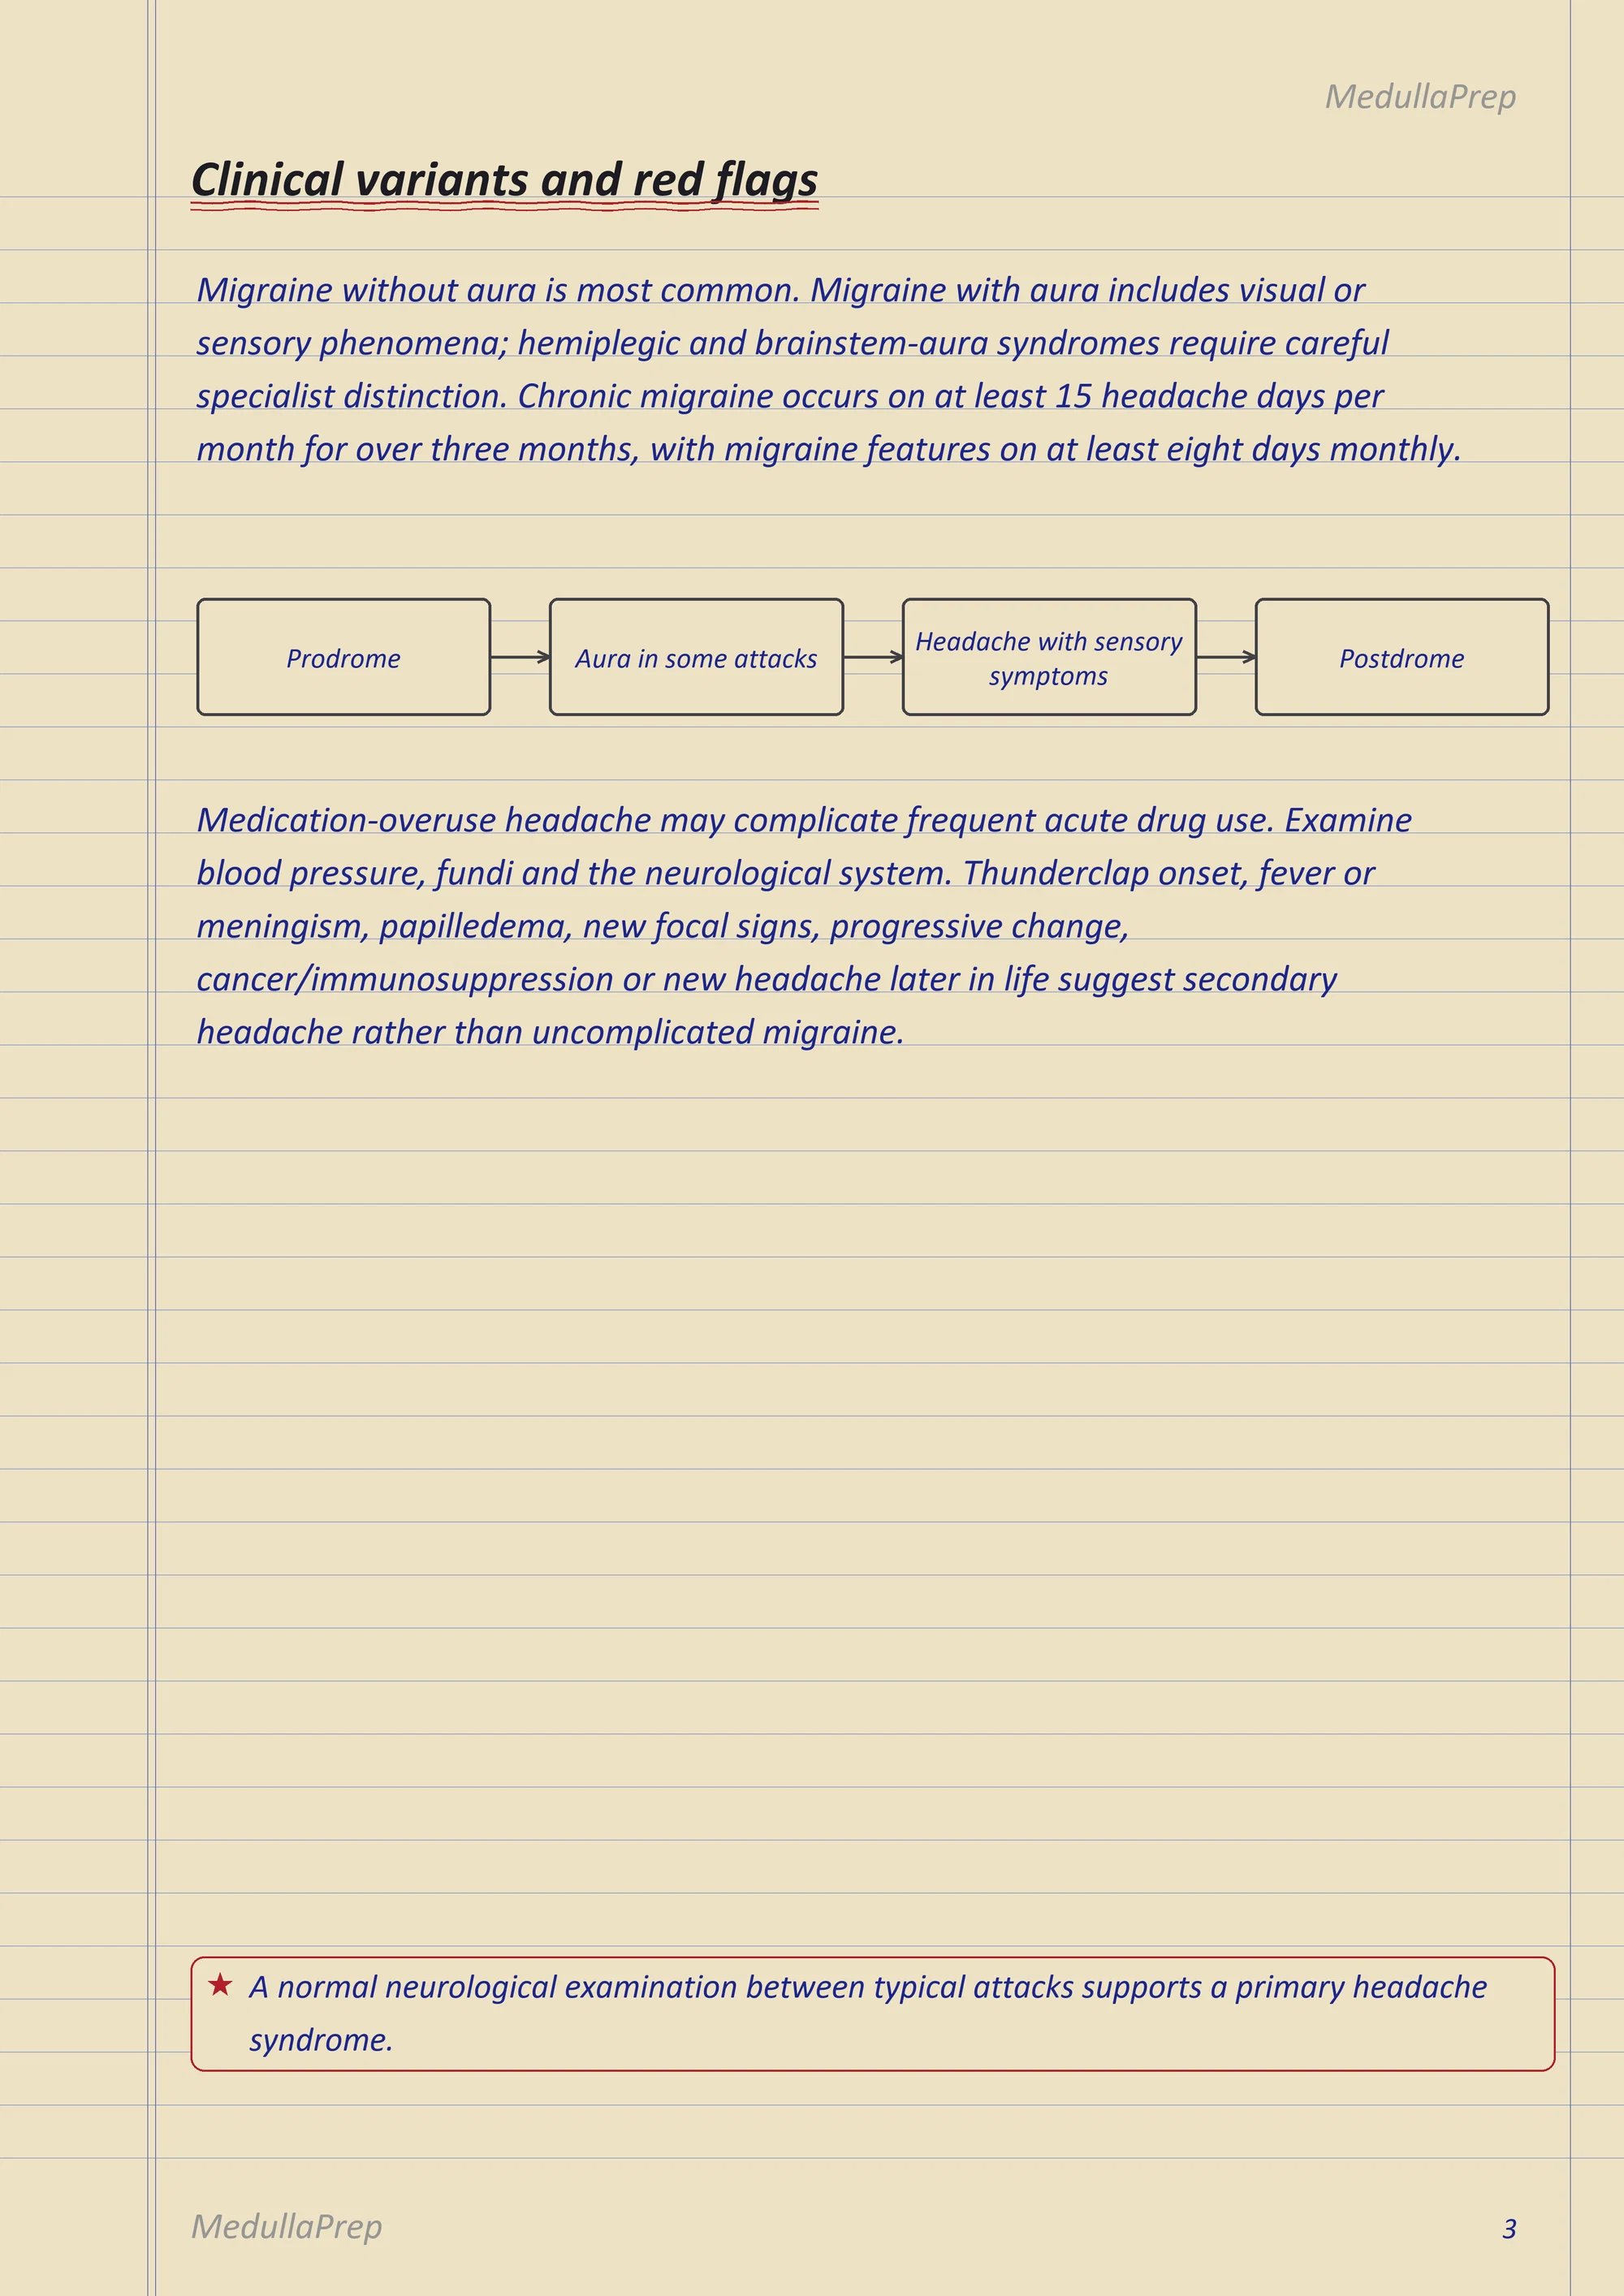 MedullaPrep
Clinical variants and red flags
Migraine without aura is most common. Migraine with aura includes visual or
sensory phenomena; hemiplegic and brainstem-aura syndromes require careful
specialist distinction. Chronic migraine occurs on at least 15 headache days per
month for over three months, with migraine features on at least eight days monthly.
Prodrome
Aura in some attacks
Headache with sensory
symptoms
Postdrome
Medication-overuse headache may complicate frequent acute drug use. Examine
blood pressure, fundi and the neurological system. Thunderclap onset, fever or
meningism, papilledema, new focal signs, progressive change,
cancer/immunosuppression or new headache later in life suggest secondary
headache rather than uncomplicated migraine.
★ A normal neurological examination between typical attacks supports a primary headache
syndrome.
MedullaPrep
3